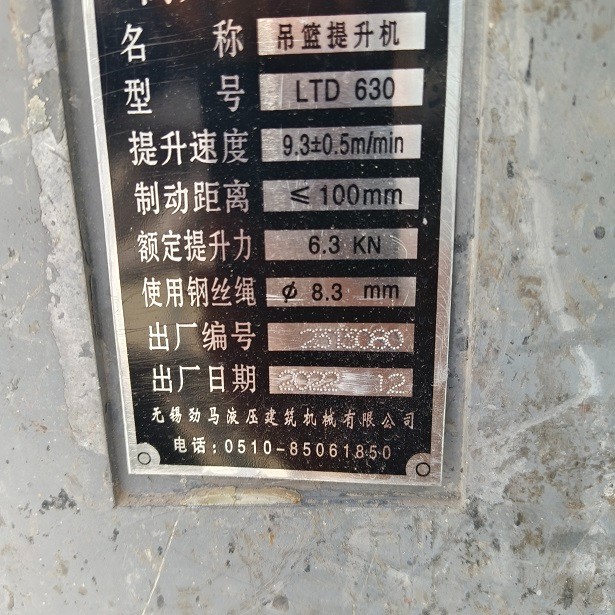 名称 吊篮提升机
型号 LTD 630
提升速度 9.3±0.5m/min
制动距离 ≤100mm
额定提升力 6.3 KN
使用钢丝绳 φ 8.3 mm
出厂编号 2513080
出厂日期 2022 12
无锡劲马液压建筑机械有限公司
电话:0510-85061850